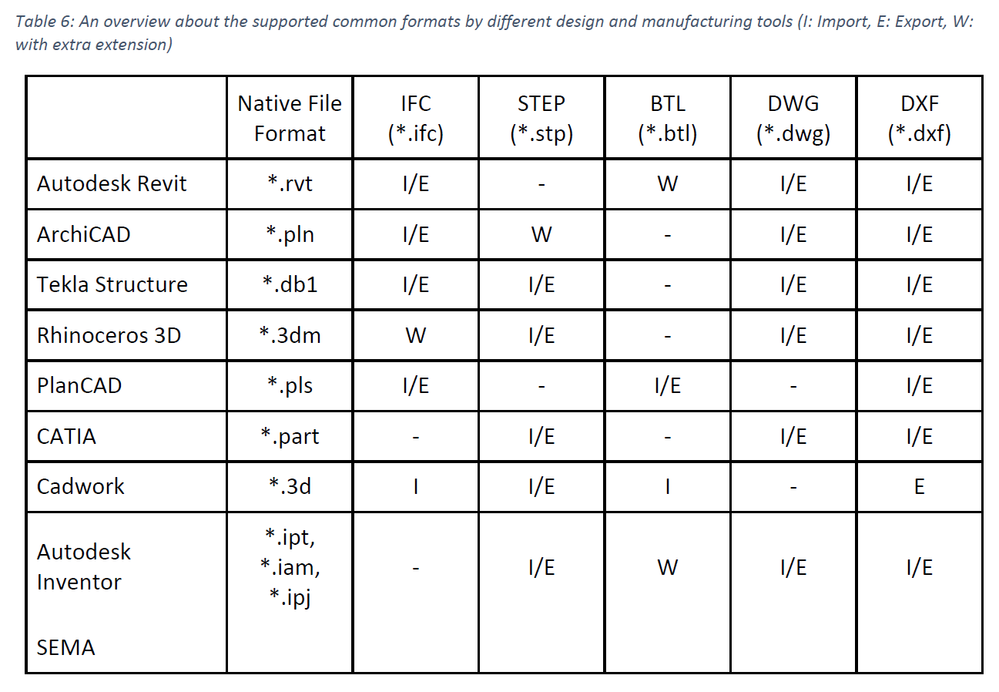 Table 6: An overview about the supported common formats by different design and manufacturing tools (I: Import, E: Export, W:
with extra extension)
Native File Format IFC (*.ifc) STEP (*.stp) BTL (*.btl) DWG (*.dwg) DXF (*.dxf)
Autodesk Revit *.rvt I/E - W I/E I/E
ArchiCAD *.pln I/E W - I/E I/E
Tekla Structure *.db1 I/E I/E - I/E I/E
Rhinoceros 3D *.3dm W I/E - I/E I/E
PlanCAD *.pls I/E - I/E - I/E
CATIA *.part - I/E - I/E I/E
Cadwork *.3d I I/E I - E
Autodesk Inventor *.ipt, *.iam, *.ipj - I/E W I/E I/E
SEMA